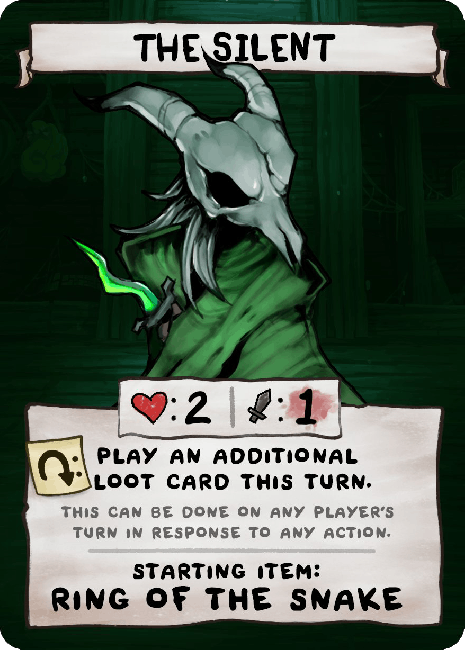 THE SILENT
: 2 | : 1
: PLAY AN ADDITIONAL
LOOT CARD THIS TURN.
THIS CAN BE DONE ON ANY PLAYER'S
TURN IN RESPONSE TO ANY ACTION.
STARTING ITEM:
RING OF THE SNAKE